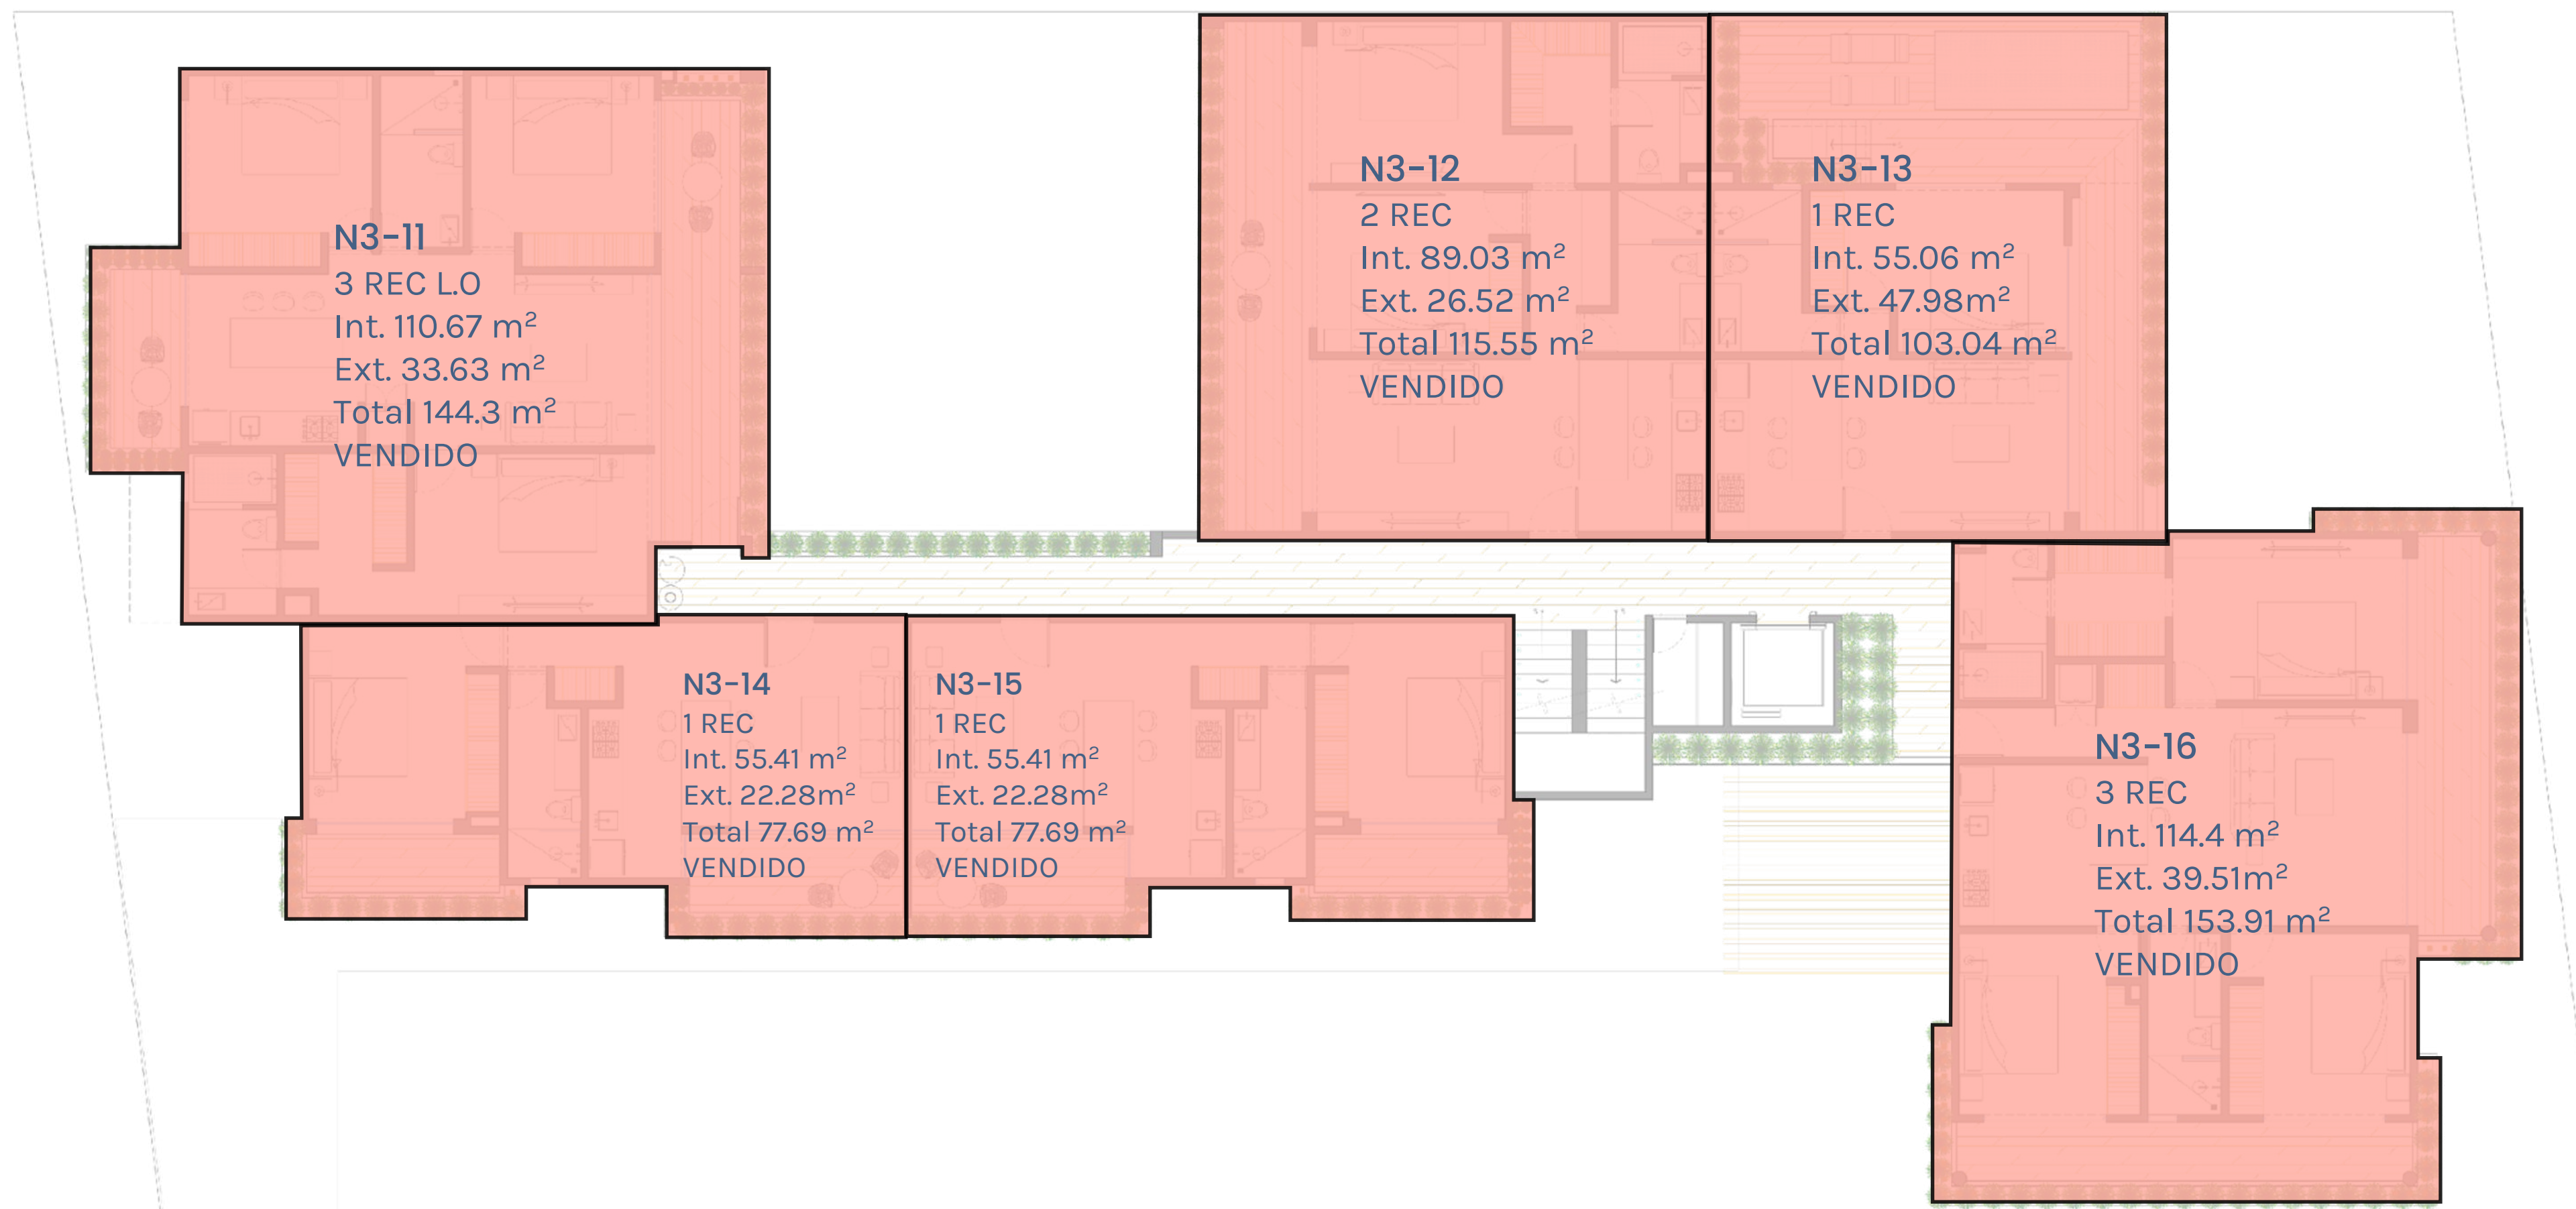 N3-11
3 REC L.O
Int. 110.67 m²
Ext. 33.63 m²
Total 144.3 m²
VENDIDO
N3-12
2 REC
Int. 89.03 m²
Ext. 26.52 m²
Total 115.55 m²
VENDIDO
N3-13
1 REC
Int. 55.06 m²
Ext. 47.98m²
Total 103.04 m²
VENDIDO
N3-14
1 REC
Int. 55.41 m²
Ext. 22.28m²
Total 77.69 m²
VENDIDO
N3-15
1 REC
Int. 55.41 m²
Ext. 22.28m²
Total 77.69 m²
VENDIDO
N3-16
3 REC
Int. 114.4 m²
Ext. 39.51m²
Total 153.91 m²
VENDIDO